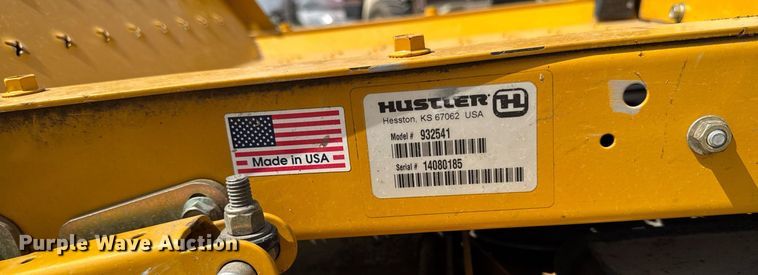 HUSTLER H
Hesston, KS 67062 USA
Model # 932541
Serial # 14080185
Made in USA
Purple Wave Auction